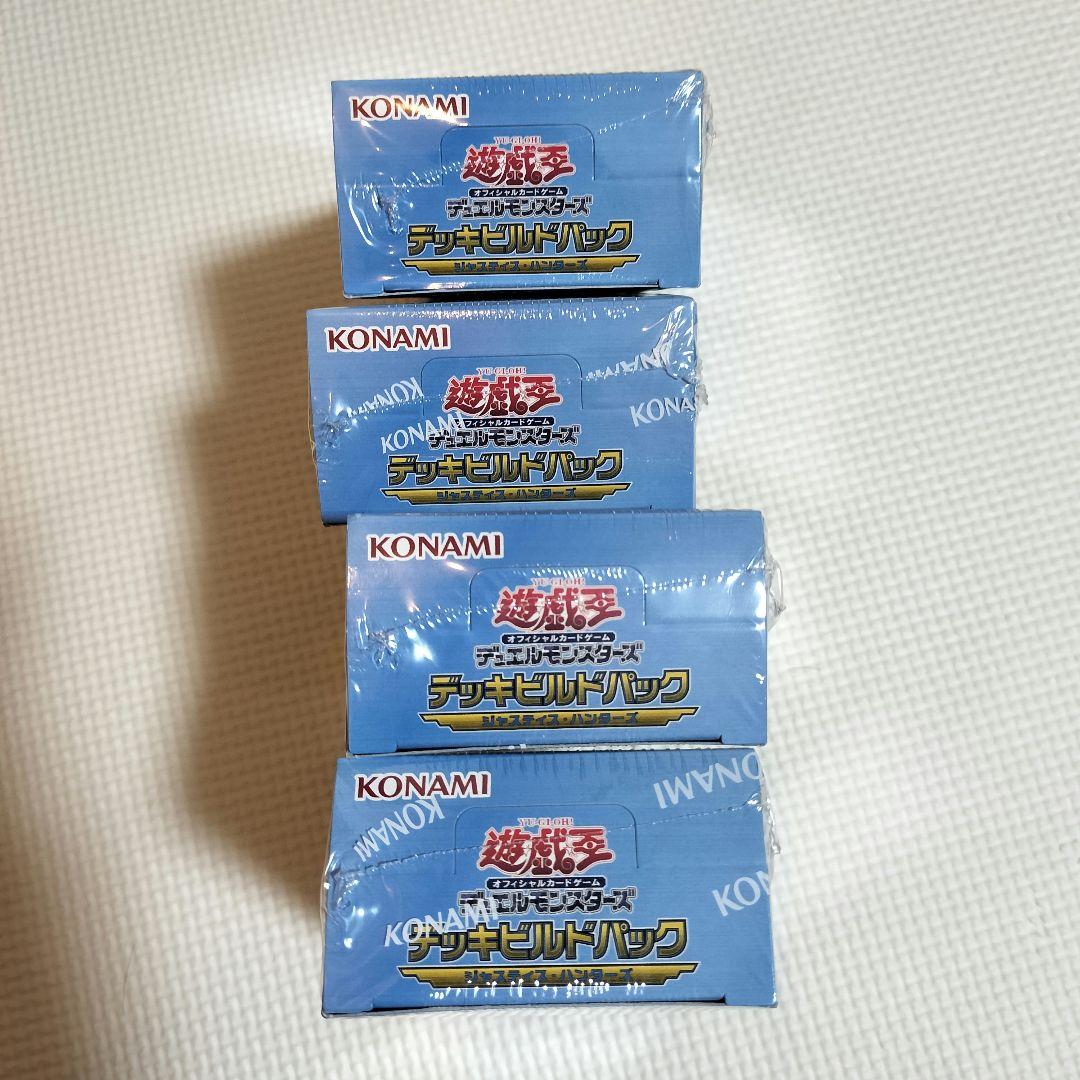 KONAMI
YU-GI-OH!
遊戯王
オフィシャルカードゲーム
デュエルモンスターズ
デッキビルドパック
ジャスティス・ハンターズ
KONAMI
KONAMI
KONAMI
YU-GI-OH!
遊戯王
KONAMI
オフィシャルカードゲーム
デュエルモンスターズ
デッキビルドパック
ジャスティス・ハンターズ
KONAMI
YU-GI-OH!
遊戯王
オフィシャルカードゲーム
デュエルモンスターズ
デッキビルドパック
ジャスティス・ハンターズ
KONAMI
KONAMI
KONAMI
YU-GI-OH!
遊戯王
オフィシャルカードゲーム
デュエルモンスターズ
KONAMI
デッキビルドパック
ジャスティス・ハンターズ